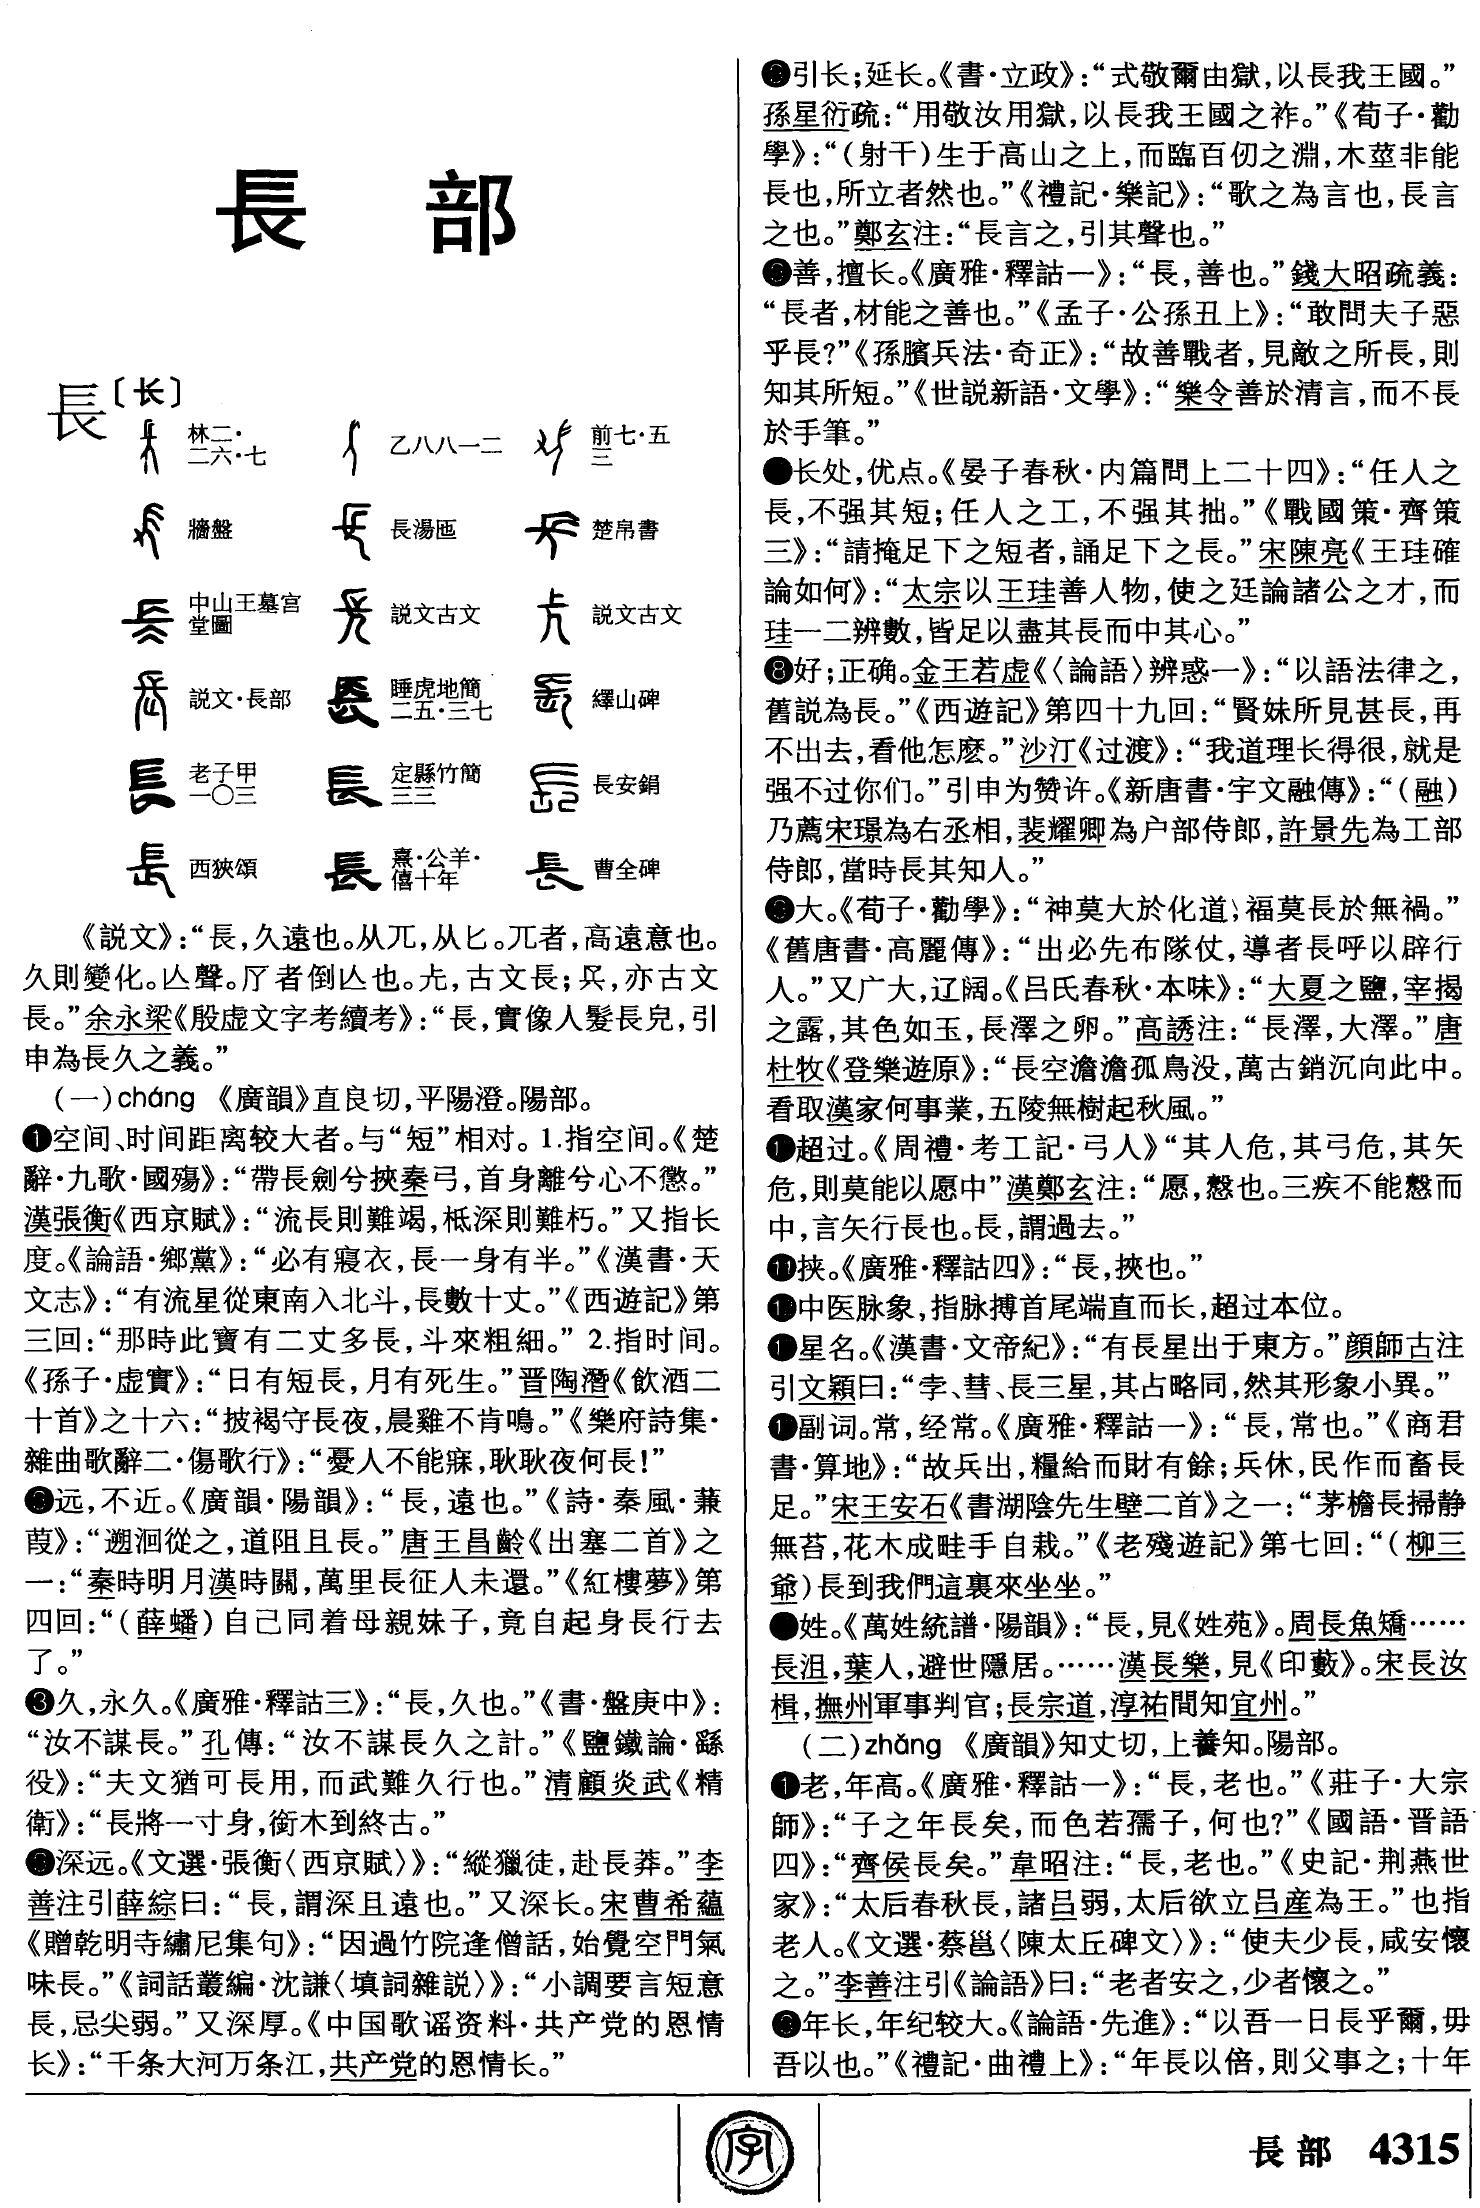 長　部
長〔长〕
林二·二六·七
乙八八一二
前七·五三
牆盤
長湯匜
楚帛書
中山王墓宫堂圖
説文古文
説文古文
説文·長部
睡虎地簡二五·三七
繹山碑
老子甲一〇三
定縣竹簡三三
長安鋗
西狹頌
熹·公羊·僖十年
曹全碑
《説文》：“長，久遠也。从兀，从匕。兀者，高遠意也。
久則變化。亾聲。𠤎者倒亾也。𠑷，古文長；𠔊，亦古文
長。”余永梁《殷虚文字考續考》：“長，實像人髮長皃，引
申為長久之義。”
（一）cháng 《廣韻》直良切，平陽澄。陽部。
❶空间、时间距离较大者。与“短”相对。1.指空间。《楚
辭·九歌·國殤》：“帶長劍兮挾秦弓，首身離兮心不懲。”
漢張衡《西京賦》：“流長則難竭，柢深則難朽。”又指长
度。《論語·鄉黨》：“必有寢衣，長一身有半。”《漢書·天
文志》：“有流星從東南入北斗，長數十丈。”《西遊記》第
三回：“那時此寶有二丈多長，斗來粗細。”2.指时间。
《孫子·虚實》：“日有短長，月有死生。”晋陶潛《飲酒二
十首》之十六：“披褐守長夜，晨雞不肯鳴。”《樂府詩集·
雜曲歌辭二·傷歌行》：“憂人不能寐，耿耿夜何長！”
远，不近。《廣韻·陽韻》：“長，遠也。”《詩·秦風·蒹
葭》：“遡洄從之，道阻且長。”唐王昌齡《出塞二首》之
一：“秦時明月漢時關，萬里長征人未還。”《紅樓夢》第
四回：“（薛蟠）自己同着母親妹子，竟自起身長行去
了。”
❸久，永久。《廣雅·釋詁三》：“長，久也。”《書·盤庚中》：
“汝不謀長。”孔傳：“汝不謀長久之計。”《鹽鐵論·繇
役》：“夫文猶可長用，而武難久行也。”清顧炎武《精
衛》：“長將一寸身，銜木到終古。”
深远。《文選·張衡〈西京賦〉》：“縱獵徒，赴長莽。”李
善注引薛綜曰：“長，謂深且遠也。”又深长。宋曹希藴
《贈乾明寺繡尼集句》：“因過竹院逢僧話，始覺空門氣
味長。”《詞話叢編·沈謙〈填詞雜説〉》：“小調要言短意
長，忌尖弱。”又深厚。《中国歌谣资料·共产党的恩情
长》：“千条大河万条江，共产党的恩情长。”
引长；延长。《書·立政》：“式敬爾由獄，以長我王國。”
孫星衍疏：“用敬汝用獄，以長我王國之祚。”《荀子·勸
學》：“（射干）生于高山之上，而臨百仞之淵，木莖非能
長也，所立者然也。”《禮記·樂記》：“歌之為言也，長言
之也。”鄭玄注：“長言之，引其聲也。”
善，擅长。《廣雅·釋詁一》：“長，善也。”錢大昭疏義：
“長者，材能之善也。”《孟子·公孫丑上》：“敢問夫子惡
乎長？”《孫臏兵法·奇正》：“故善戰者，見敵之所長，則
知其所短。”《世説新語·文學》：“樂令善於清言，而不長
於手筆。”
长处，优点。《晏子春秋·内篇問上二十四》：“任人之
長，不强其短；任人之工，不强其拙。”《戰國策·齊策
三》：“請掩足下之短者，誦足下之長。”宋陳亮《王珪確
論如何》：“太宗以王珪善人物，使之廷論諸公之才，而
珪一二辨數，皆足以盡其長而中其心。”
❽好；正确。金王若虚《〈論語〉辨惑一》：“以語法律之，
舊説為長。”《西遊記》第四十九回：“賢妹所見甚長，再
不出去，看他怎麽。”沙汀《过渡》：“我道理长得很，就是
强不过你们。”引申为赞许。《新唐書·宇文融傳》：“（融）
乃薦宋璟為右丞相，裴耀卿為户部侍郎，許景先為工部
侍郎，當時長其知人。”
大。《荀子·勸學》：“神莫大於化道；福莫長於無禍。”
《舊唐書·高麗傳》：“出必先布隊仗，導者長呼以辟行
人。”又广大，辽阔。《吕氏春秋·本味》：“大夏之鹽，宰揭
之露，其色如玉，長澤之卵。”高誘注：“長澤，大澤。”唐
杜牧《登樂遊原》：“長空澹澹孤鳥没，萬古銷沉向此中。
看取漢家何事業，五陵無樹起秋風。”
超过。《周禮·考工記·弓人》“其人危，其弓危，其矢
危，則莫能以愿中”漢鄭玄注：“愿，慤也。三疾不能慤而
中，言矢行長也。長，謂過去。”
挟。《廣雅·釋詁四》：“長，挾也。”
中医脉象，指脉搏首尾端直而长，超过本位。
星名。《漢書·文帝紀》：“有長星出于東方。”顔師古注
引文穎曰：“孛、彗、長三星，其占略同，然其形象小異。”
副词。常，经常。《廣雅·釋詁一》：“長，常也。”《商君
書·算地》：“故兵出，糧給而財有餘；兵休，民作而畜長
足。”宋王安石《書湖陰先生壁二首》之一：“茅檐長掃静
無苔，花木成畦手自栽。”《老殘遊記》第七回：“（柳三
爺）長到我們這裏來坐坐。”
姓。《萬姓統譜·陽韻》：“長，見《姓苑》。周長魚矯……
長沮，葉人，避世隱居。……漢長樂，見《印藪》。宋長汝
楫，撫州軍事判官；長宗道，淳祐間知宜州。”
（二）zhǎng 《廣韻》知丈切，上養知。陽部。
❶老，年高。《廣雅·釋詁一》：“長，老也。”《莊子·大宗
師》：“子之年長矣，而色若孺子，何也？”《國語·晋語
四》：“齊侯長矣。”韋昭注：“長，老也。”《史記·荆燕世
家》：“太后春秋長，諸吕弱，太后欲立吕産為王。”也指
老人。《文選·蔡邕〈陳太丘碑文〉》：“使夫少長，咸安懷
之。”李善注引《論語》曰：“老者安之，少者懷之。”
年长，年纪较大。《論語·先進》：“以吾一日長乎爾，毋
吾以也。”《禮記·曲禮上》：“年長以倍，則父事之；十年
字
長部 4315